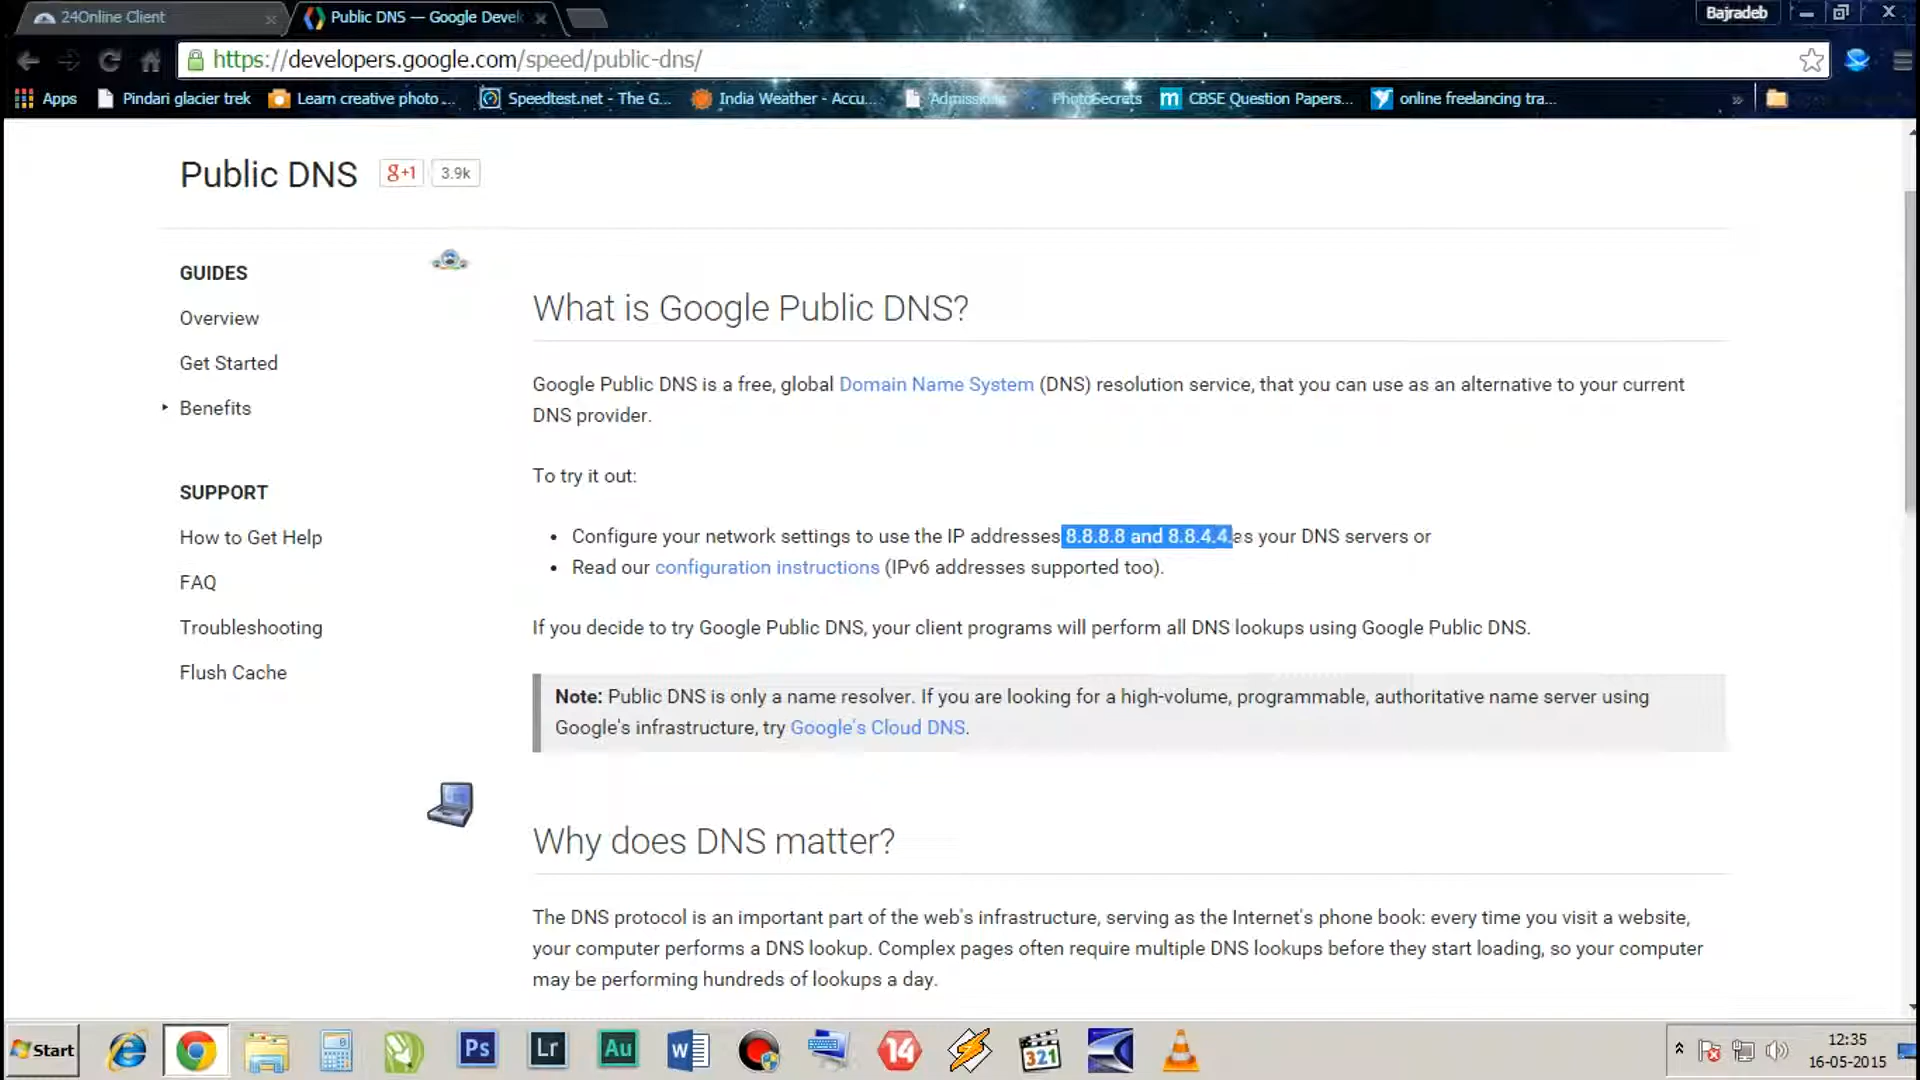 24Online Client
Public DNS — Google Devel
Bajradeb
https://developers.google.com/speed/public-dns/
Apps
Pindari glacier trek
Learn creative photo ...
Speedtest.net - The G...
India Weather - Accu...
Admissions
PhotoSecrets
m
CBSE Question Papers...
online freelancing tra...
»
Public DNS
g+1
3.9k
GUIDES
Overview
Get Started
Benefits
SUPPORT
How to Get Help
FAQ
Troubleshooting
Flush Cache
What is Google Public DNS?
Google Public DNS is a free, global Domain Name System (DNS) resolution service, that you can use as an alternative to your current
DNS provider.
To try it out:
• Configure your network settings to use the IP addresses 8.8.8.8 and 8.8.4.4 as your DNS servers or
• Read our configuration instructions (IPv6 addresses supported too).
If you decide to try Google Public DNS, your client programs will perform all DNS lookups using Google Public DNS.
Note: Public DNS is only a name resolver. If you are looking for a high-volume, programmable, authoritative name server using
Google's infrastructure, try Google's Cloud DNS.
Why does DNS matter?
The DNS protocol is an important part of the web's infrastructure, serving as the Internet's phone book: every time you visit a website,
your computer performs a DNS lookup. Complex pages often require multiple DNS lookups before they start loading, so your computer
may be performing hundreds of lookups a day.
Start
Ps
Lr
Au
W
14
321
12:35
16-05-2015